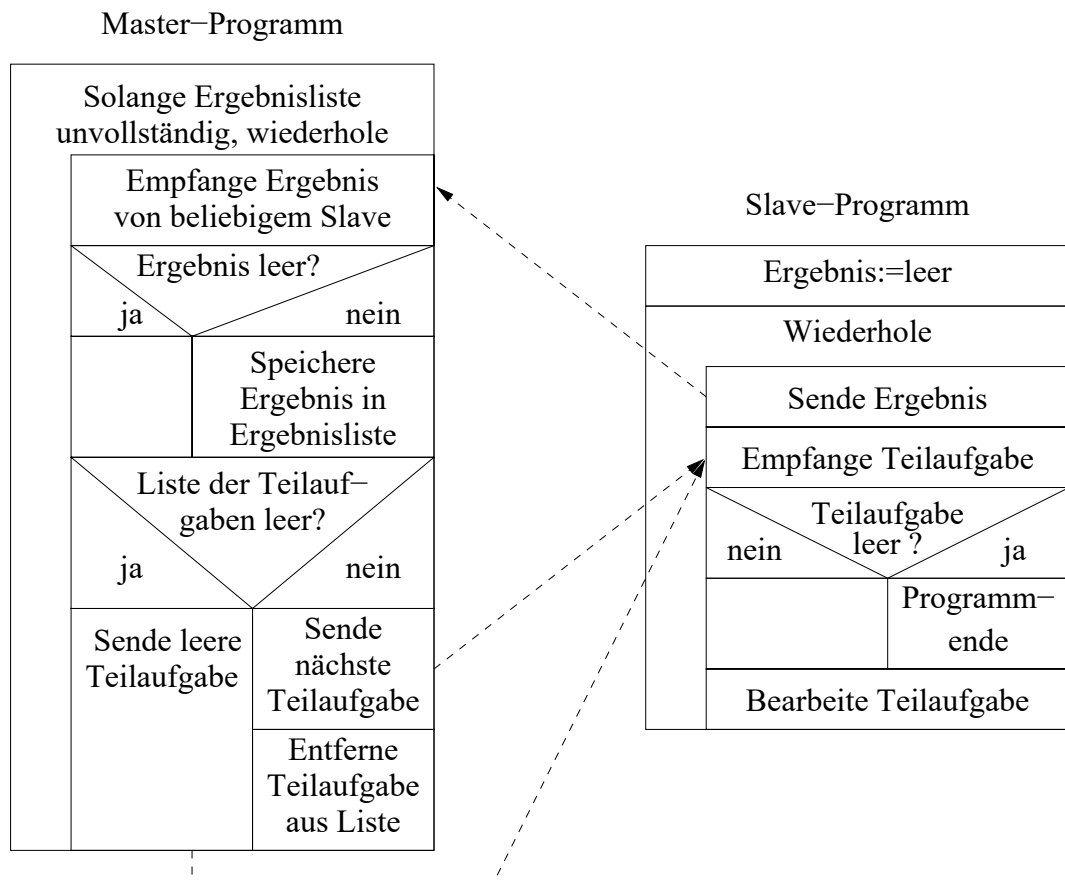 Master−Programm
Solange Ergebnisliste
unvollständig, wiederhole
Empfange Ergebnis
von beliebigem Slave
Ergebnis leer?
ja
nein
Speichere
Ergebnis in
Ergebnisliste
Liste der Teilauf−
gaben leer?
ja
nein
Sende leere
Teilaufgabe
Sende
nächste
Teilaufgabe
Entferne
Teilaufgabe
aus Liste
Slave−Programm
Ergebnis:=leer
Wiederhole
Sende Ergebnis
Empfange Teilaufgabe
Teilaufgabe
leer ?
nein
ja
Programm−
ende
Bearbeite Teilaufgabe